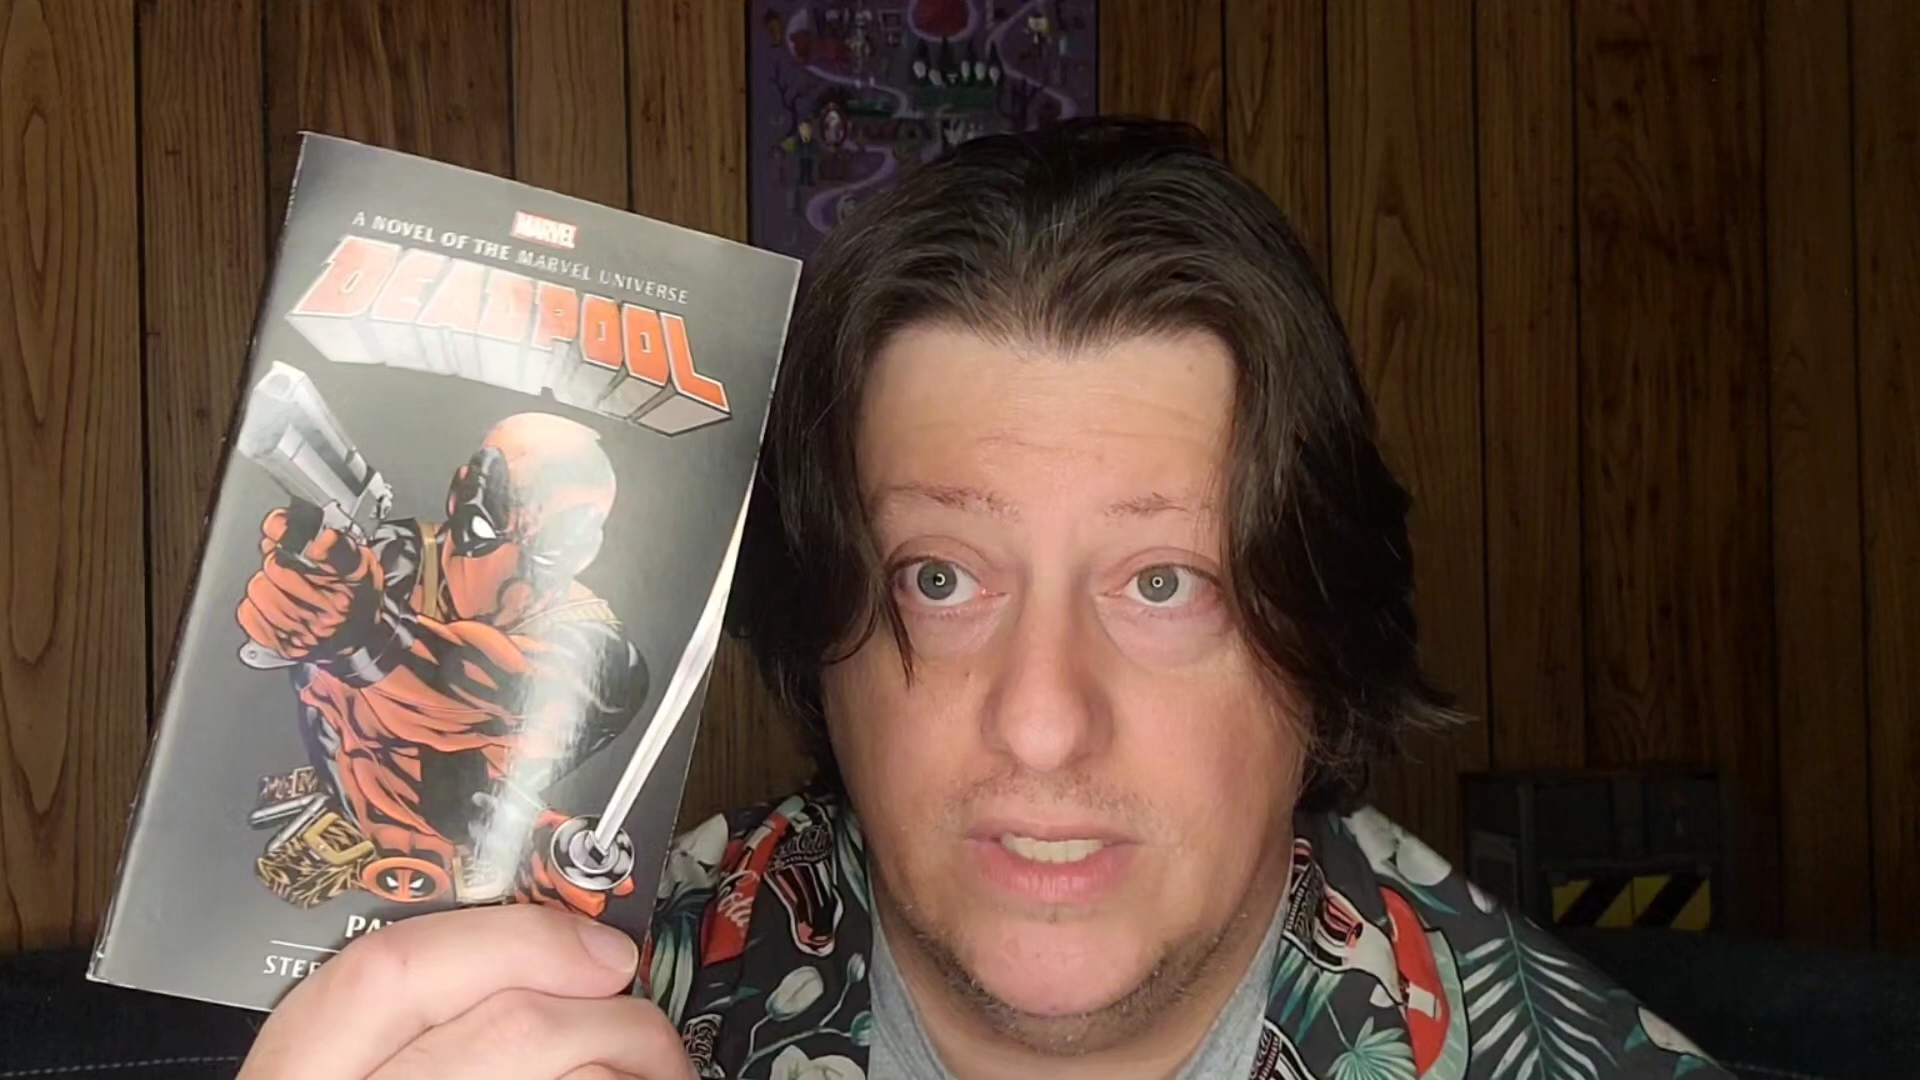 MARVEL
A NOVEL OF THE MARVEL UNIVERSE
DEADPOOL